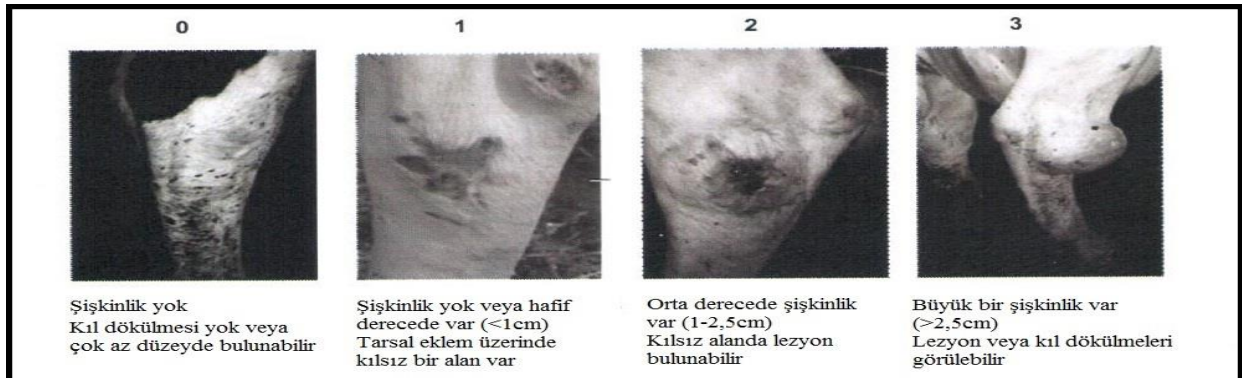 0
1
2
3
Şişkinlik yok
Kıl dökülmesi yok veya
çok az düzeyde bulunabilir
Şişkinlik yok veya hafif
derecede var (<1cm)
Tarsal eklem üzerinde
kılsız bir alan var
Orta derecede şişkinlik
var (1-2,5cm)
Kılsız alanda lezyon
bulunabilir
Büyük bir şişkinlik var
(>2,5cm)
Lezyon veya kıl dökülmeleri
görülebilir